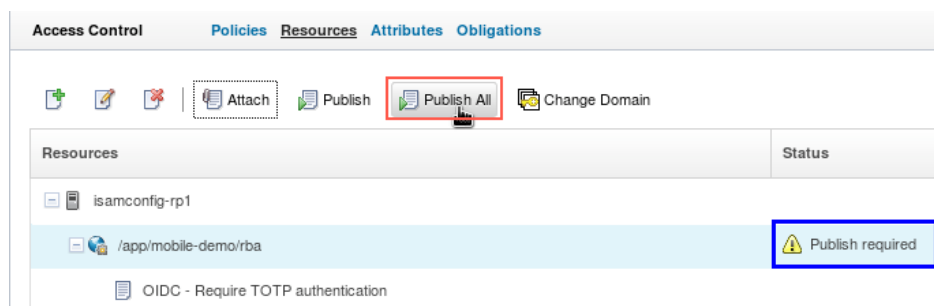 Access Control Policies Resources Attributes Obligations
Attach Publish Publish All Change Domain
Resources Status
isamconfig-rp1
/app/mobile-demo/rba Publish required
OIDC - Require TOTP authentication